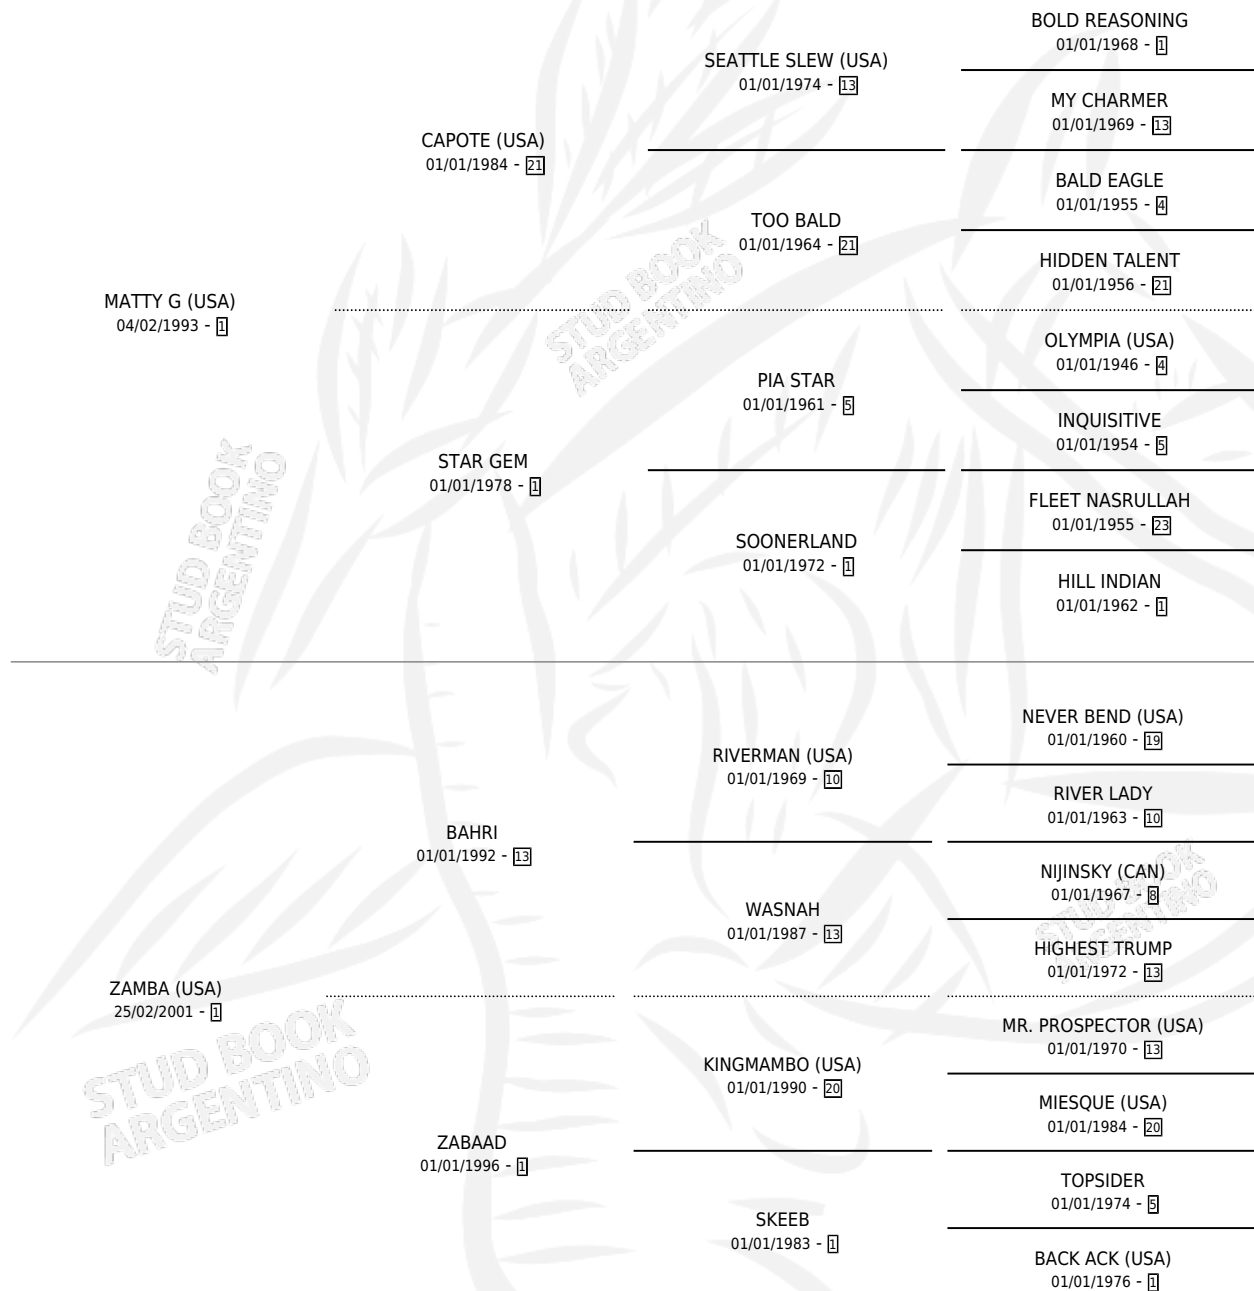 MATTY G (USA)
04/02/1993 - 1
CAPOTE (USA)
01/01/1984 - 21
SEATTLE SLEW (USA)
01/01/1974 - 13
BOLD REASONING
01/01/1968 - 1
MY CHARMER
01/01/1969 - 13
TOO BALD
01/01/1964 - 21
BALD EAGLE
01/01/1955 - 4
HIDDEN TALENT
01/01/1956 - 21
STAR GEM
01/01/1978 - 1
PIA STAR
01/01/1961 - 5
OLYMPIA (USA)
01/01/1946 - 4
INQUISITIVE
01/01/1954 - 5
SOONERLAND
01/01/1972 - 1
FLEET NASRULLAH
01/01/1955 - 23
HILL INDIAN
01/01/1962 - 1
ZAMBA (USA)
25/02/2001 - 1
BAHRI
01/01/1992 - 13
RIVERMAN (USA)
01/01/1969 - 10
NEVER BEND (USA)
01/01/1960 - 19
RIVER LADY
01/01/1963 - 10
WASNAH
01/01/1987 - 13
NIJINSKY (CAN)
01/01/1967 - 8
HIGHEST TRUMP
01/01/1972 - 13
ZABAAD
01/01/1996 - 1
KINGMAMBO (USA)
01/01/1990 - 20
MR. PROSPECTOR (USA)
01/01/1970 - 13
MIESQUE (USA)
01/01/1984 - 20
SKEEB
01/01/1983 - 1
TOPSIDER
01/01/1974 - 5
BACK ACK (USA)
01/01/1976 - 1
STUD BOOK
ARGENTINO
STUD BOOK
ARGENTINO
STUD BOOK
ARGENTINO
STUD BOOK
ARGENTINO